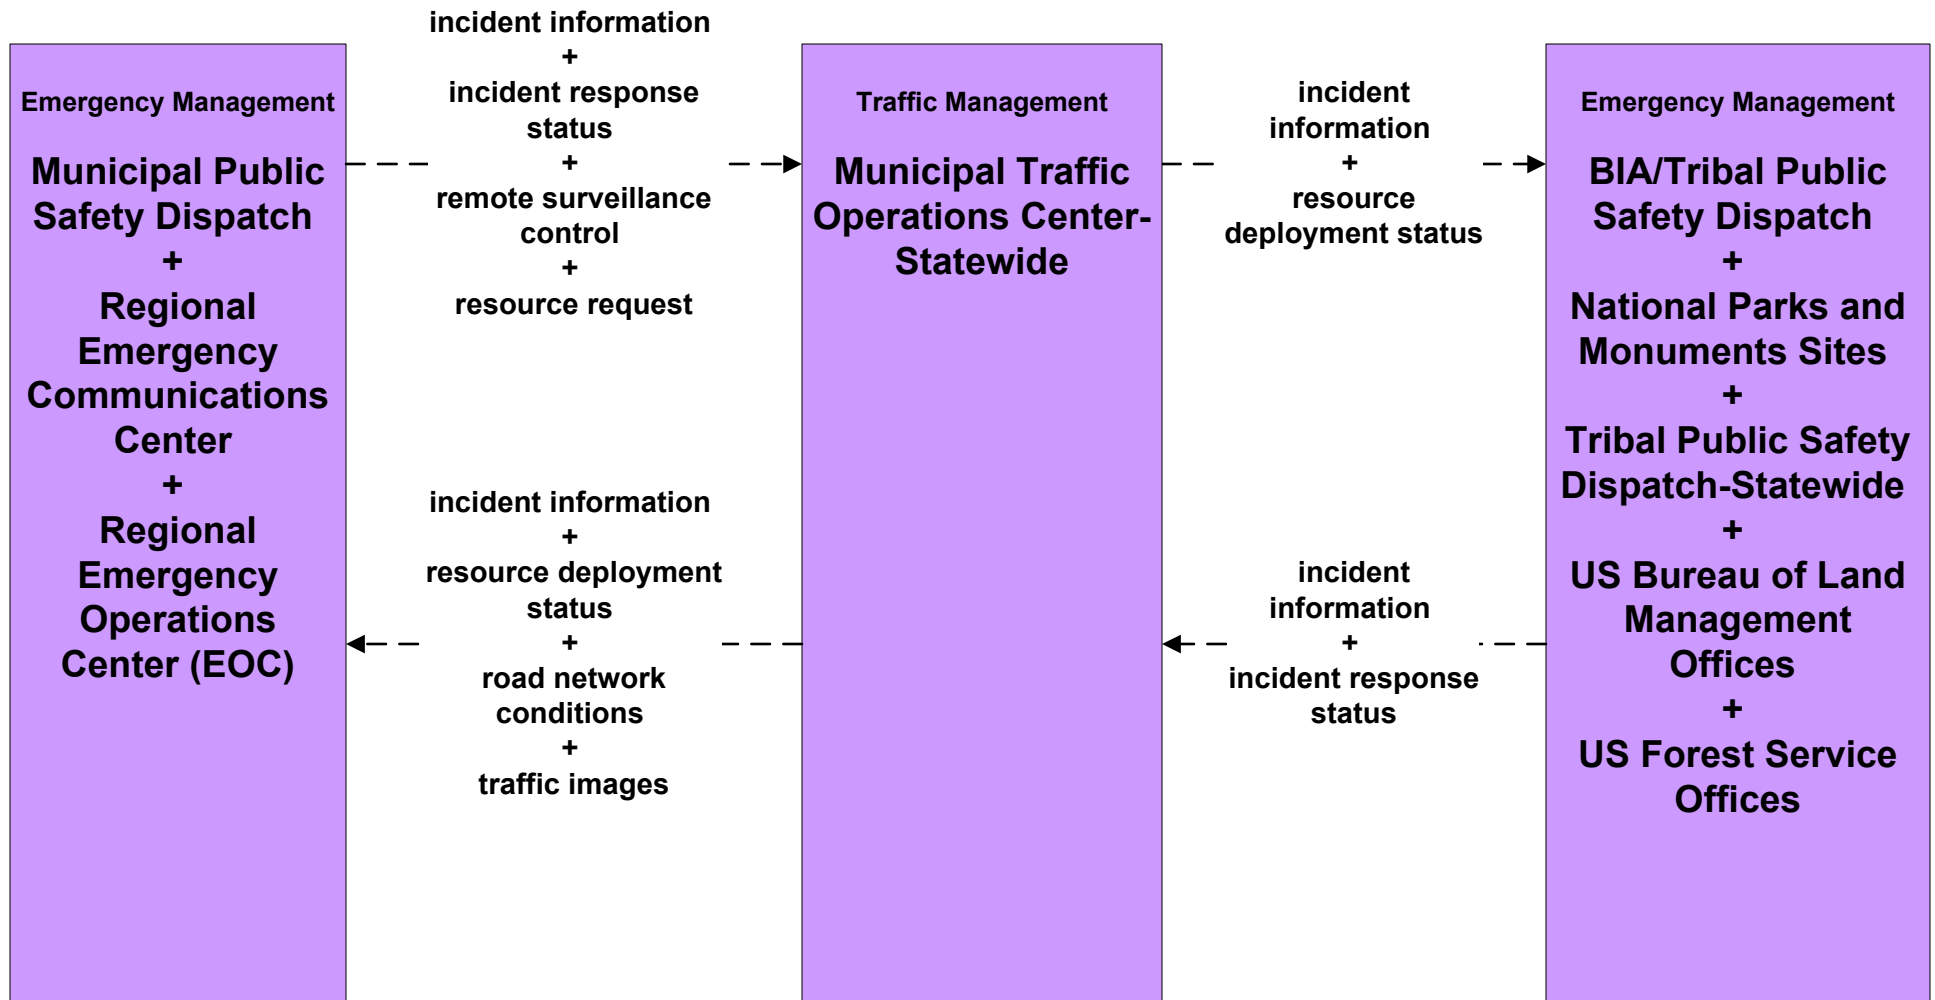 Emergency Management
Municipal Public
Safety Dispatch
+
Regional
Emergency
Communications
Center
+
Regional
Emergency
Operations
Center (EOC)
incident information
+
incident response
status
+
remote surveillance
control
+
resource request
incident information
+
resource deployment
status
+
road network
conditions
+
traffic images
Traffic Management
Municipal Traffic
Operations Center-
Statewide
incident
information
+
resource
deployment status
incident
information
+
incident response
status
Emergency Management
BIA/Tribal Public
Safety Dispatch
+
National Parks and
Monuments Sites
+
Tribal Public Safety
Dispatch-Statewide
+
US Bureau of Land
Management
Offices
+
US Forest Service
Offices